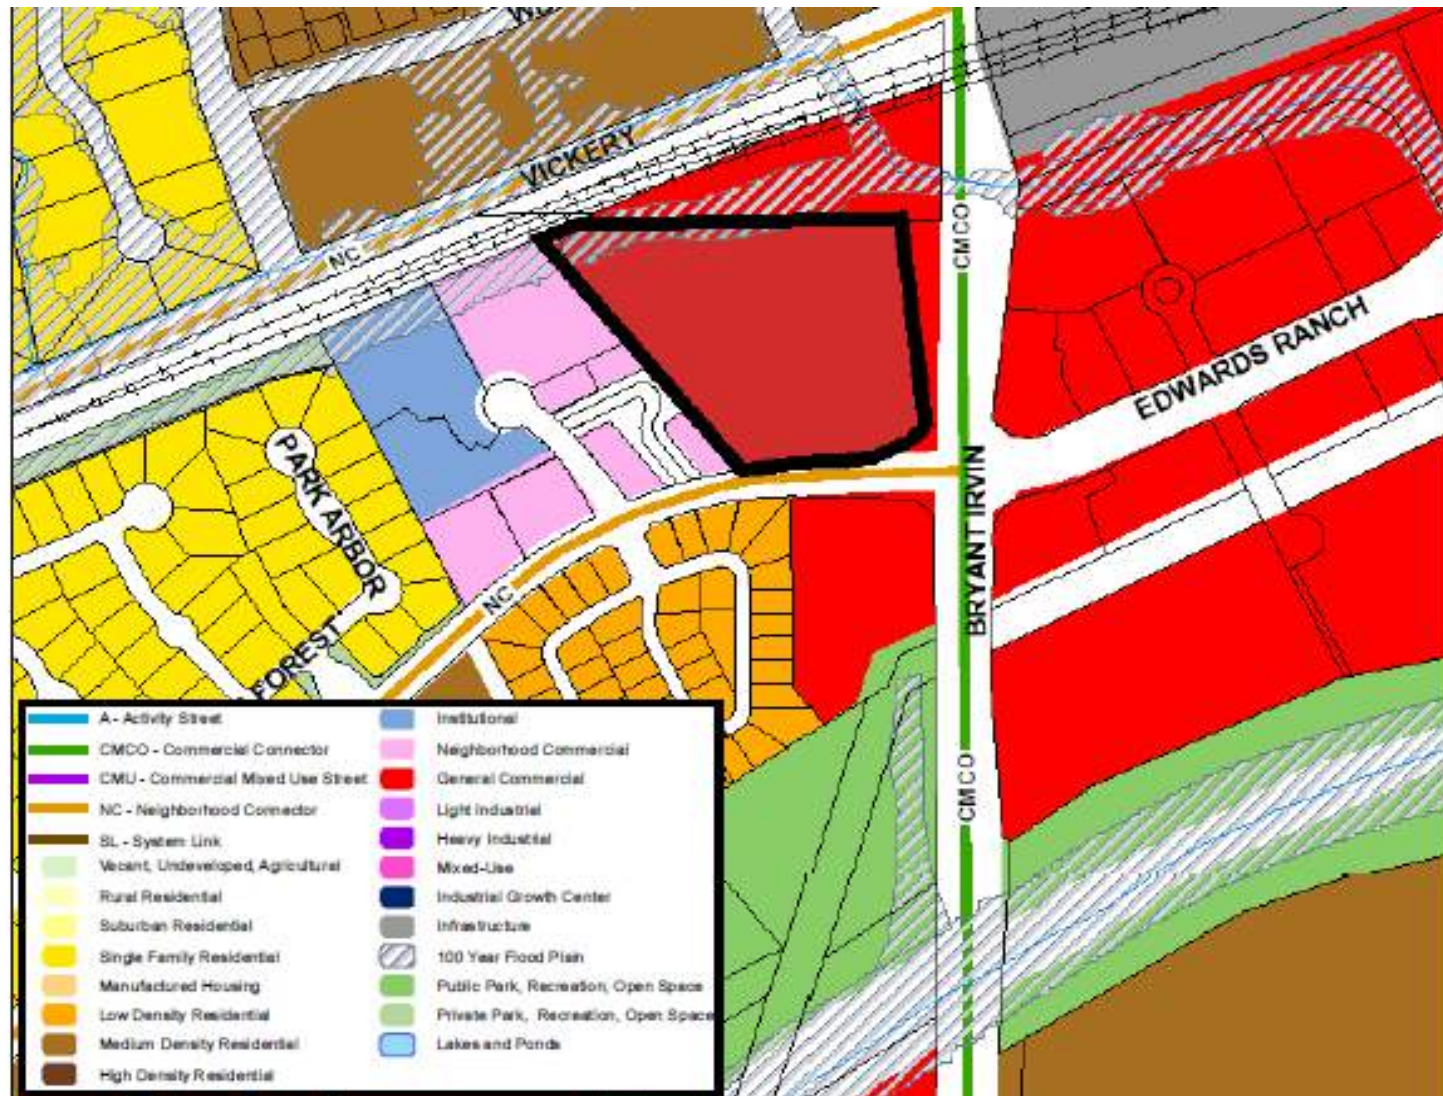 VICKERY
NC
CMCO
EDWARDS RANCH
PARK ARBOR
BRYANT IRVIN
NC
FOREST
CMCO
A - Activity Street
CMCO - Commercial Connector
CMU - Commercial Mixed Use Street
NC - Neighborhood Connector
SL - System Link
Vacant, Undeveloped, Agricultural
Rural Residential
Suburban Residential
Single Family Residential
Manufactured Housing
Low Density Residential
Medium Density Residential
High Density Residential
Institutional
Neighborhood Commercial
General Commercial
Light Industrial
Heavy Industrial
Mixed-Use
Industrial Growth Center
Infrastructure
100 Year Flood Plain
Public Park, Recreation, Open Space
Private Park, Recreation, Open Space
Lakes and Ponds